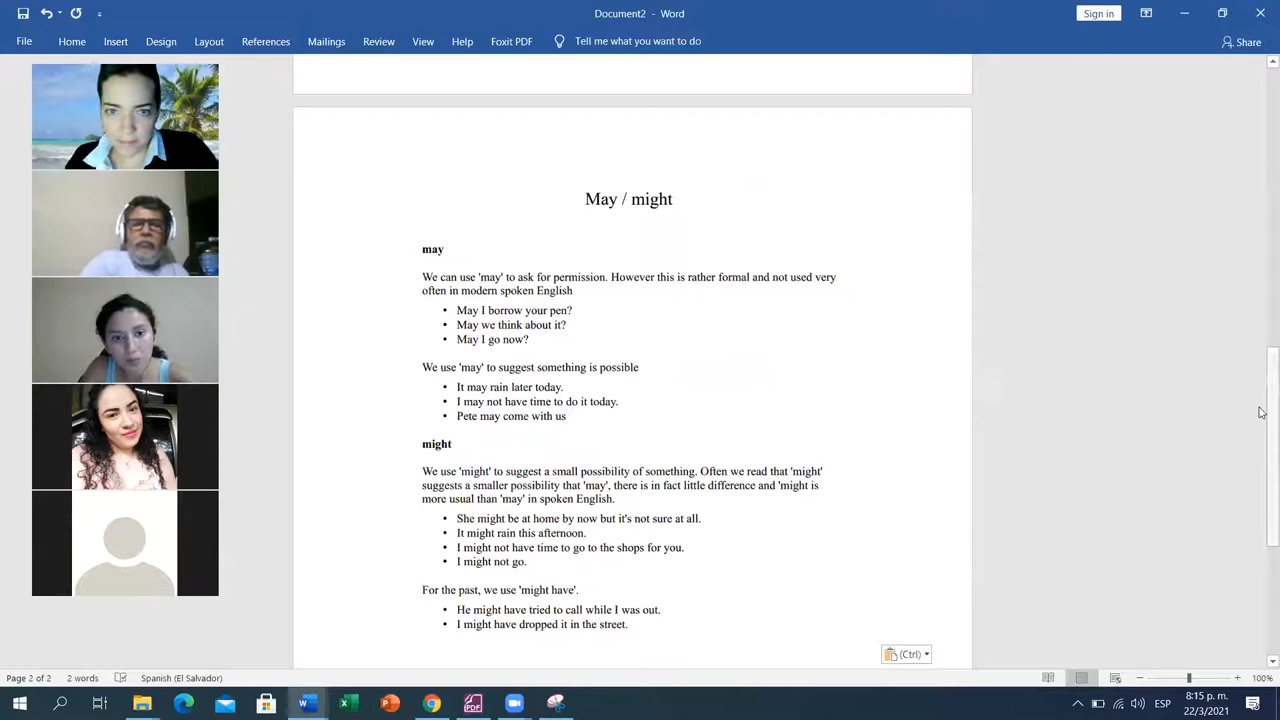 Document2 - Word
Sign in
File Home Insert Design Layout References Mailings Review View Help Foxit PDF Tell me what you want to do Share
May / might
may
We can use 'may' to ask for permission. However this is rather formal and not used very
often in modern spoken English
• May I borrow your pen?
• May we think about it?
• May I go now?
We use 'may' to suggest something is possible
• It may rain later today.
• I may not have time to do it today.
• Pete may come with us
might
We use 'might' to suggest a small possibility of something. Often we read that 'might'
suggests a smaller possibility that 'may', there is in fact little difference and 'might is
more usual than 'may' in spoken English.
• She might be at home by now but it's not sure at all.
• It might rain this afternoon.
• I might not have time to go to the shops for you.
• I might not go.
For the past, we use 'might have'.
• He might have tried to call while I was out.
• I might have dropped it in the street.
(Ctrl)
Page 2 of 2 2 words Spanish (El Salvador) 100%
ESP
8:15 p. m.
22/3/2021